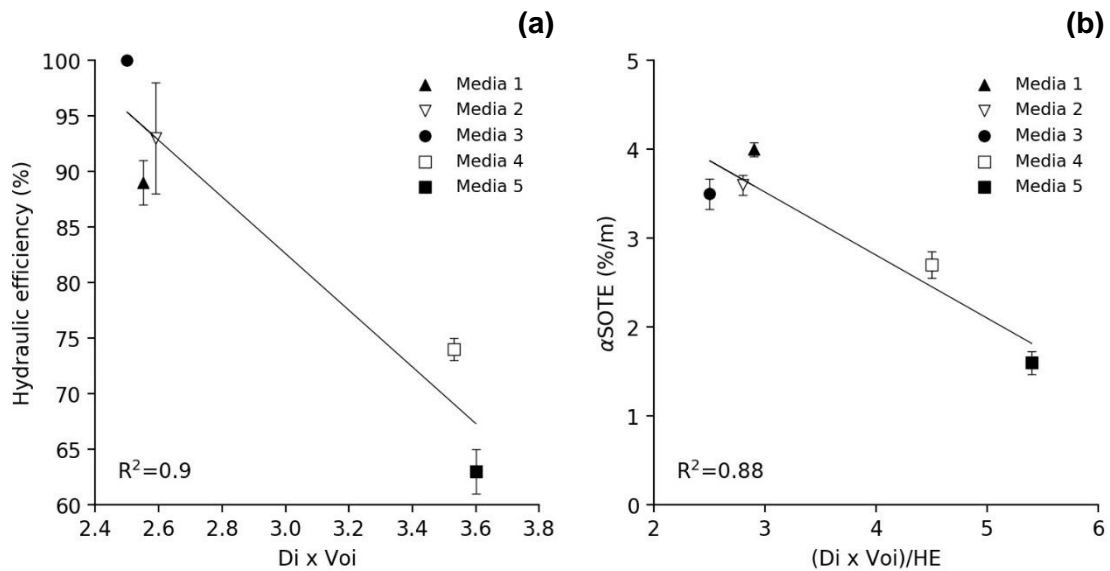 (a)
Hydraulic efficiency (%)
100
95
90
85
80
75
70
65
60
Media 1
Media 2
Media 3
Media 4
Media 5
R²=0.9
2.4 2.6 2.8 3.0 3.2 3.4 3.6 3.8
Di x Voi
(b)
αSOTE (%/m)
5
4
3
2
1
0
Media 1
Media 2
Media 3
Media 4
Media 5
R²=0.88
2 3 4 5 6
(Di x Voi)/HE